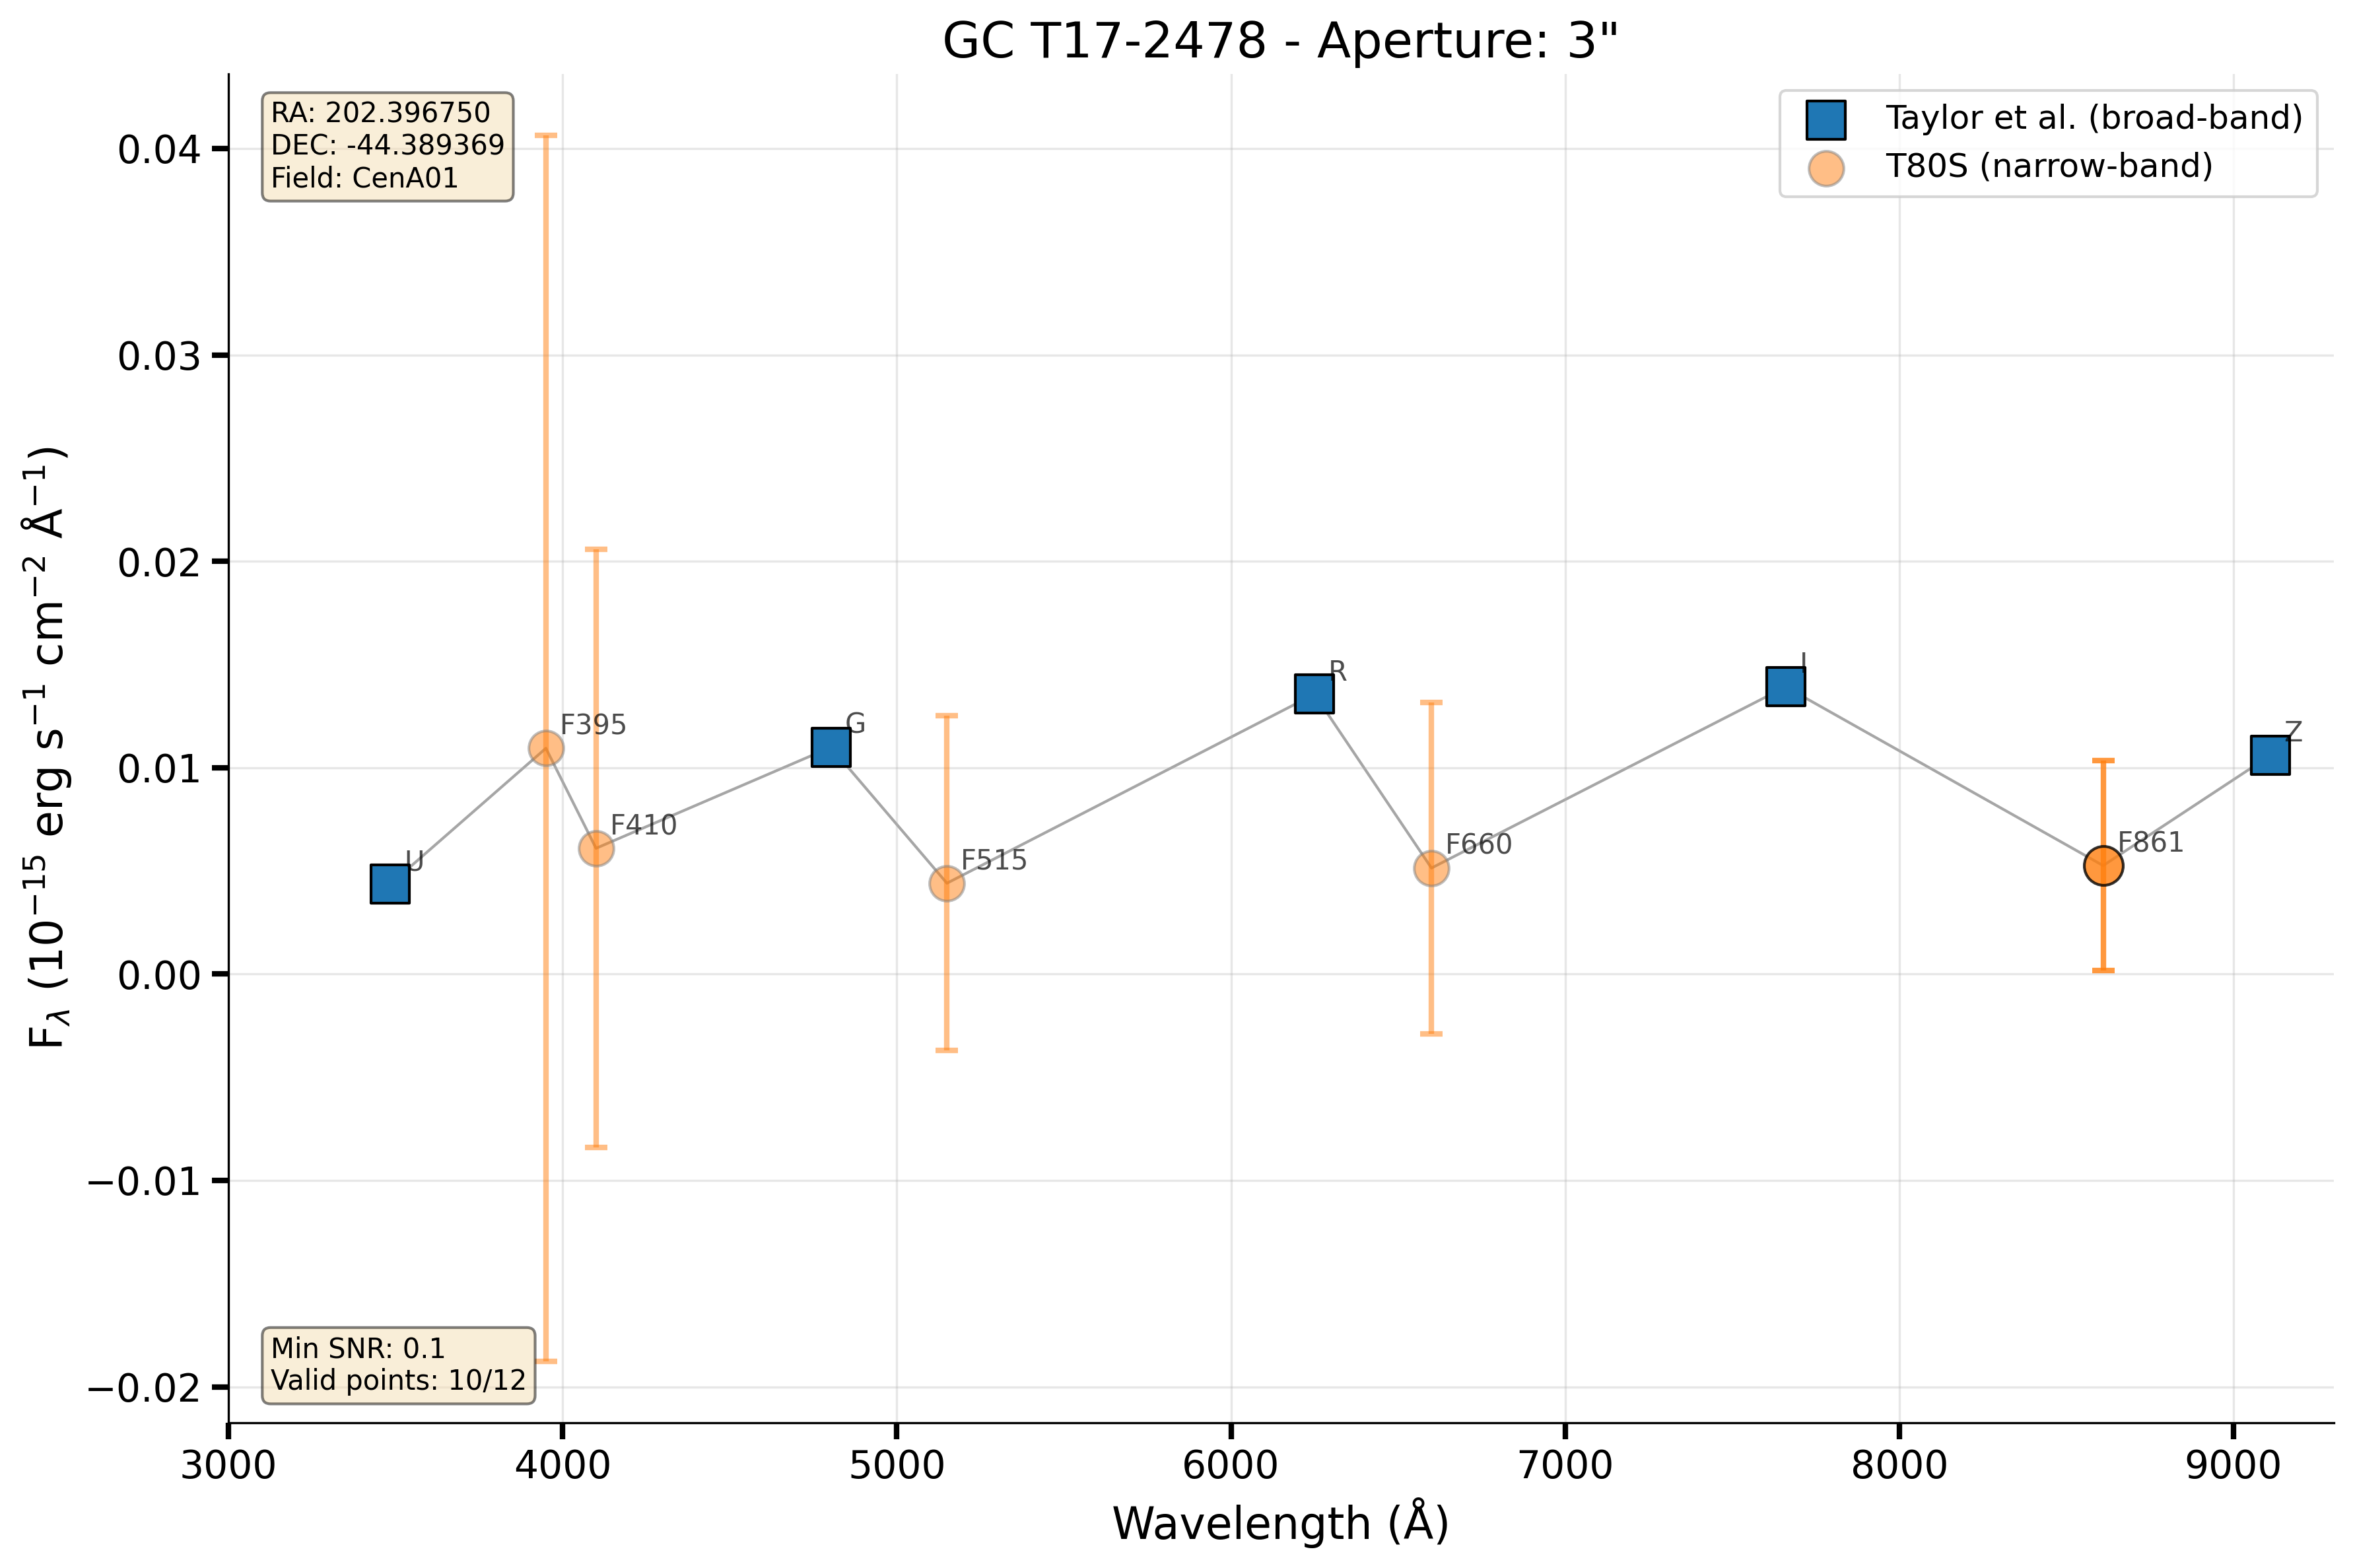 GC T17-2478 - Aperture: 3"
RA: 202.396750
DEC: -44.389369
Field: CenA01
Taylor et al. (broad-band)
T80S (narrow-band)
0.04
0.03
0.02
0.01
0.00
−0.01
−0.02
F_λ (10⁻¹⁵ erg s⁻¹ cm⁻² Å⁻¹)
U
F395
F410
G
F515
R
F660
I
F861
Z
Min SNR: 0.1
Valid points: 10/12
3000 4000 5000 6000 7000 8000 9000
Wavelength (Å)